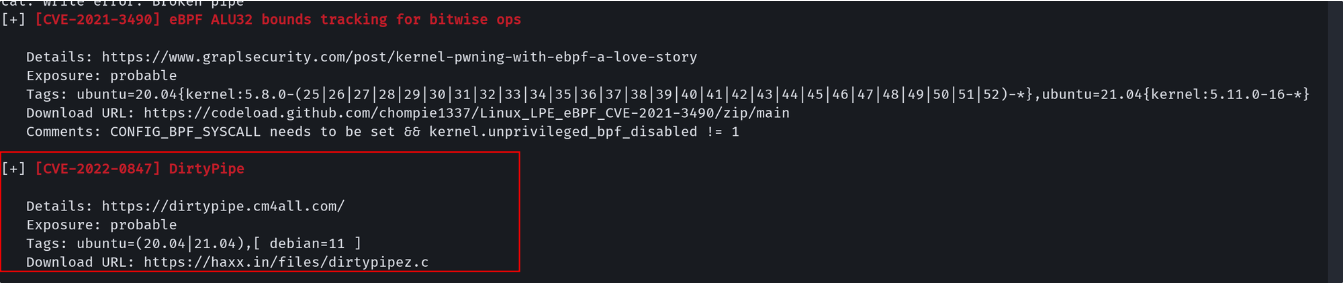 cat: write error: Broken pipe
[+] [CVE-2021-3490] eBPF ALU32 bounds tracking for bitwise ops
Details: https://www.graplsecurity.com/post/kernel-pwning-with-ebpf-a-love-story
Exposure: probable
Tags: ubuntu=20.04{kernel:5.8.0-(25|26|27|28|29|30|31|32|33|34|35|36|37|38|39|40|41|42|43|44|45|46|47|48|49|50|51|52)-*},ubuntu=21.04{kernel:5.11.0-16-*}
Download URL: https://codeload.github.com/chompie1337/Linux_LPE_eBPF_CVE-2021-3490/zip/main
Comments: CONFIG_BPF_SYSCALL needs to be set && kernel.unprivileged_bpf_disabled != 1
[+] [CVE-2022-0847] DirtyPipe
Details: https://dirtypipe.cm4all.com/
Exposure: probable
Tags: ubuntu=(20.04|21.04),[ debian=11 ]
Download URL: https://haxx.in/files/dirtypipez.c